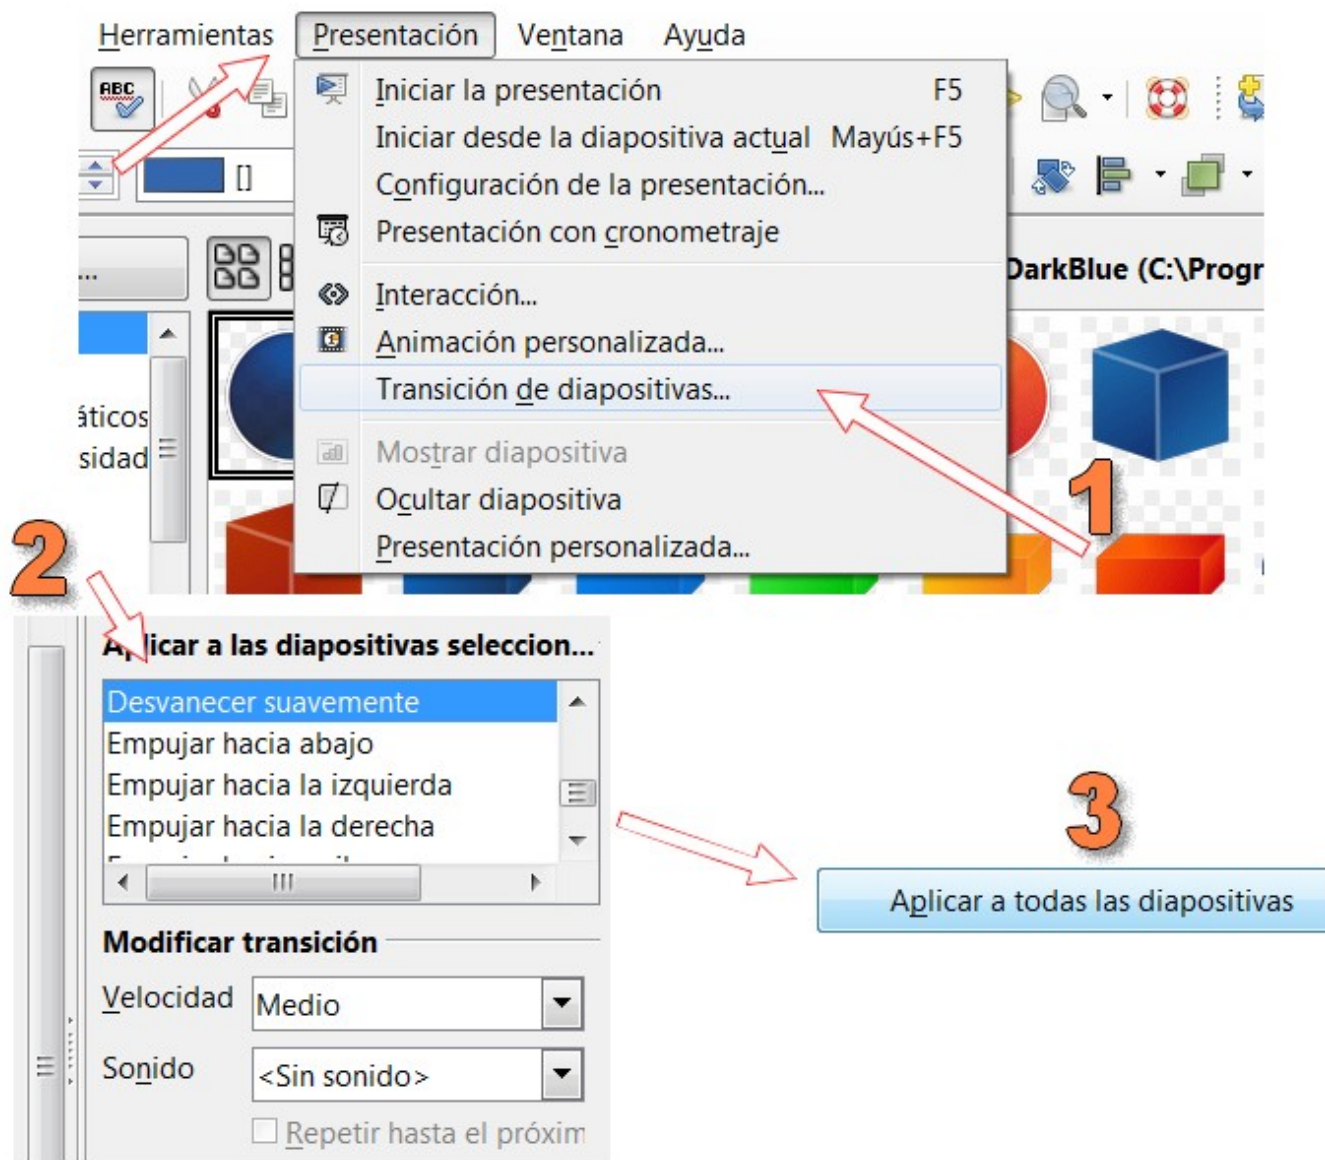 Herramientas Presentación Ventana Ayuda
ABC
Iniciar la presentación F5
Iniciar desde la diapositiva actual Mayús+F5
[]
Configuración de la presentación...
Presentación con cronometraje
...
DarkBlue (C:\Progr
Interacción...
Animación personalizada...
Transición de diapositivas...
áticos
sidad
Mostrar diapositiva
Ocultar diapositiva
Presentación personalizada...
1
2
Aplicar a las diapositivas seleccion...
Desvanecer suavemente
Empujar hacia abajo
Empujar hacia la izquierda
Empujar hacia la derecha
3
Aplicar a todas las diapositivas
Modificar transición
Velocidad Medio
Sonido <Sin sonido>
Repetir hasta el próxim